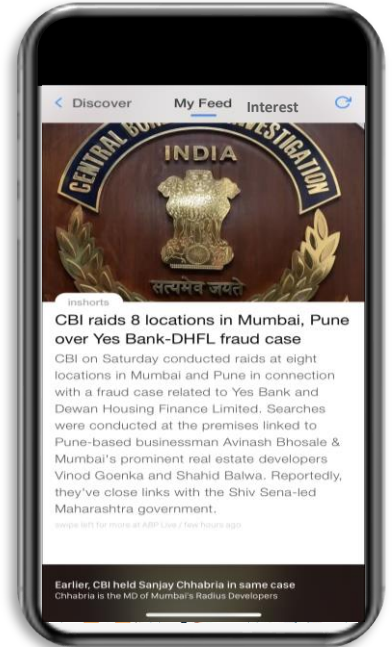 Discover My Feed Interest
CENTRAL BUREAU OF INVESTIGATION
INDIA
सत्यमेव जयते
inshorts
CBI raids 8 locations in Mumbai, Pune
over Yes Bank-DHFL fraud case
CBI on Saturday conducted raids at eight
locations in Mumbai and Pune in connection
with a fraud case related to Yes Bank and
Dewan Housing Finance Limited. Searches
were conducted at the premises linked to
Pune-based businessman Avinash Bhosale &
Mumbai's prominent real estate developers
Vinod Goenka and Shahid Balwa. Reportedly,
they've close links with the Shiv Sena-led
Maharashtra government.
swipe left for more at ABP Live / few hours ago
Earlier, CBI held Sanjay Chhabria in same case
Chhabria is the MD of Mumbai's Radius Developers